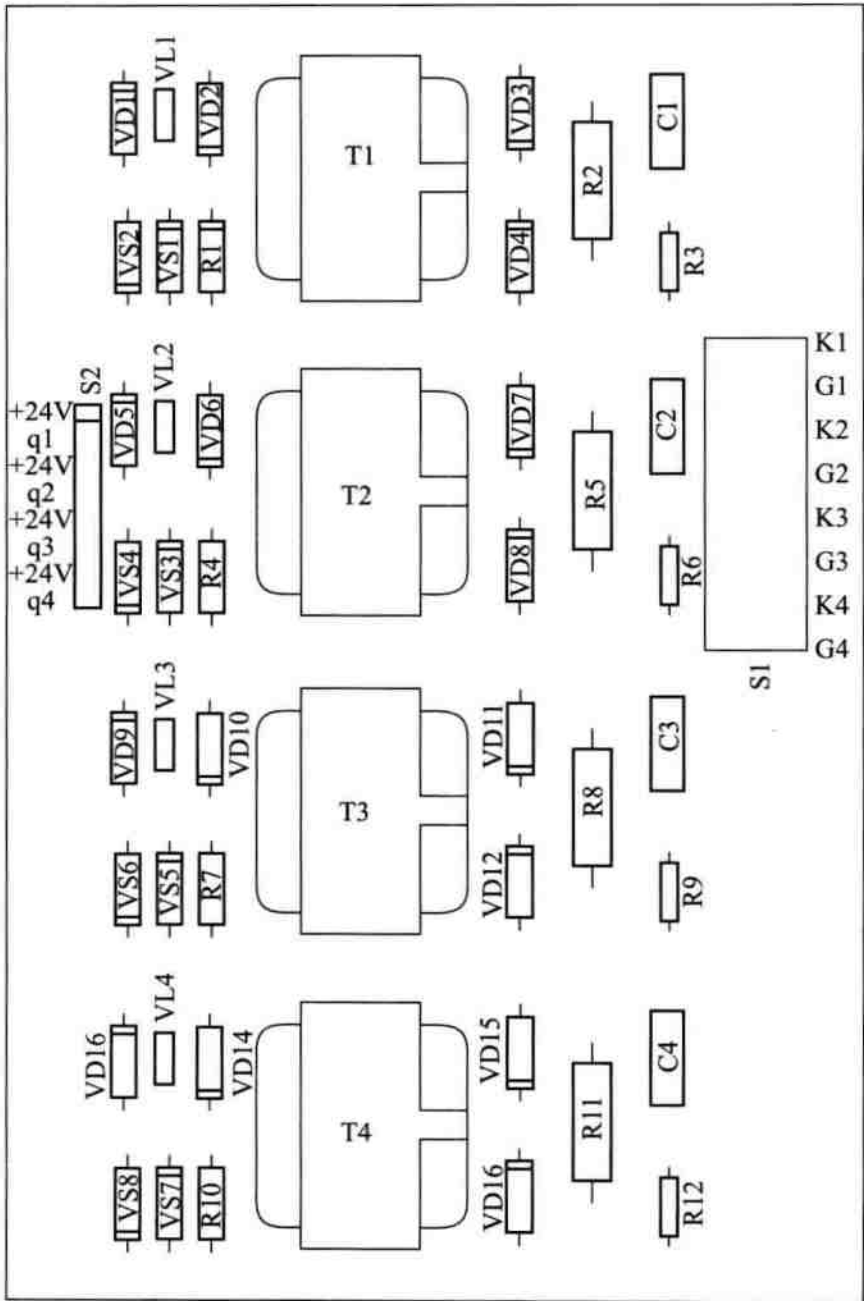 VD1
VL1
VD2
T1
VD3
R2
C1
VS2
VS1
R1
VD4
R3
S2
+24V
q1
+24V
q2
+24V
q3
+24V
q4
VD5
VL2
VD6
T2
VD7
R5
C2
VS4
VS3
R4
VD8
R6
K1
G1
K2
G2
K3
G3
K4
G4
S1
VD9
VL3
VD10
T3
VD11
R8
C3
VS6
VS5
R7
VD12
R9
VD16
VL4
VD14
T4
VD15
R11
C4
VS8
VS7
R10
VD16
R12